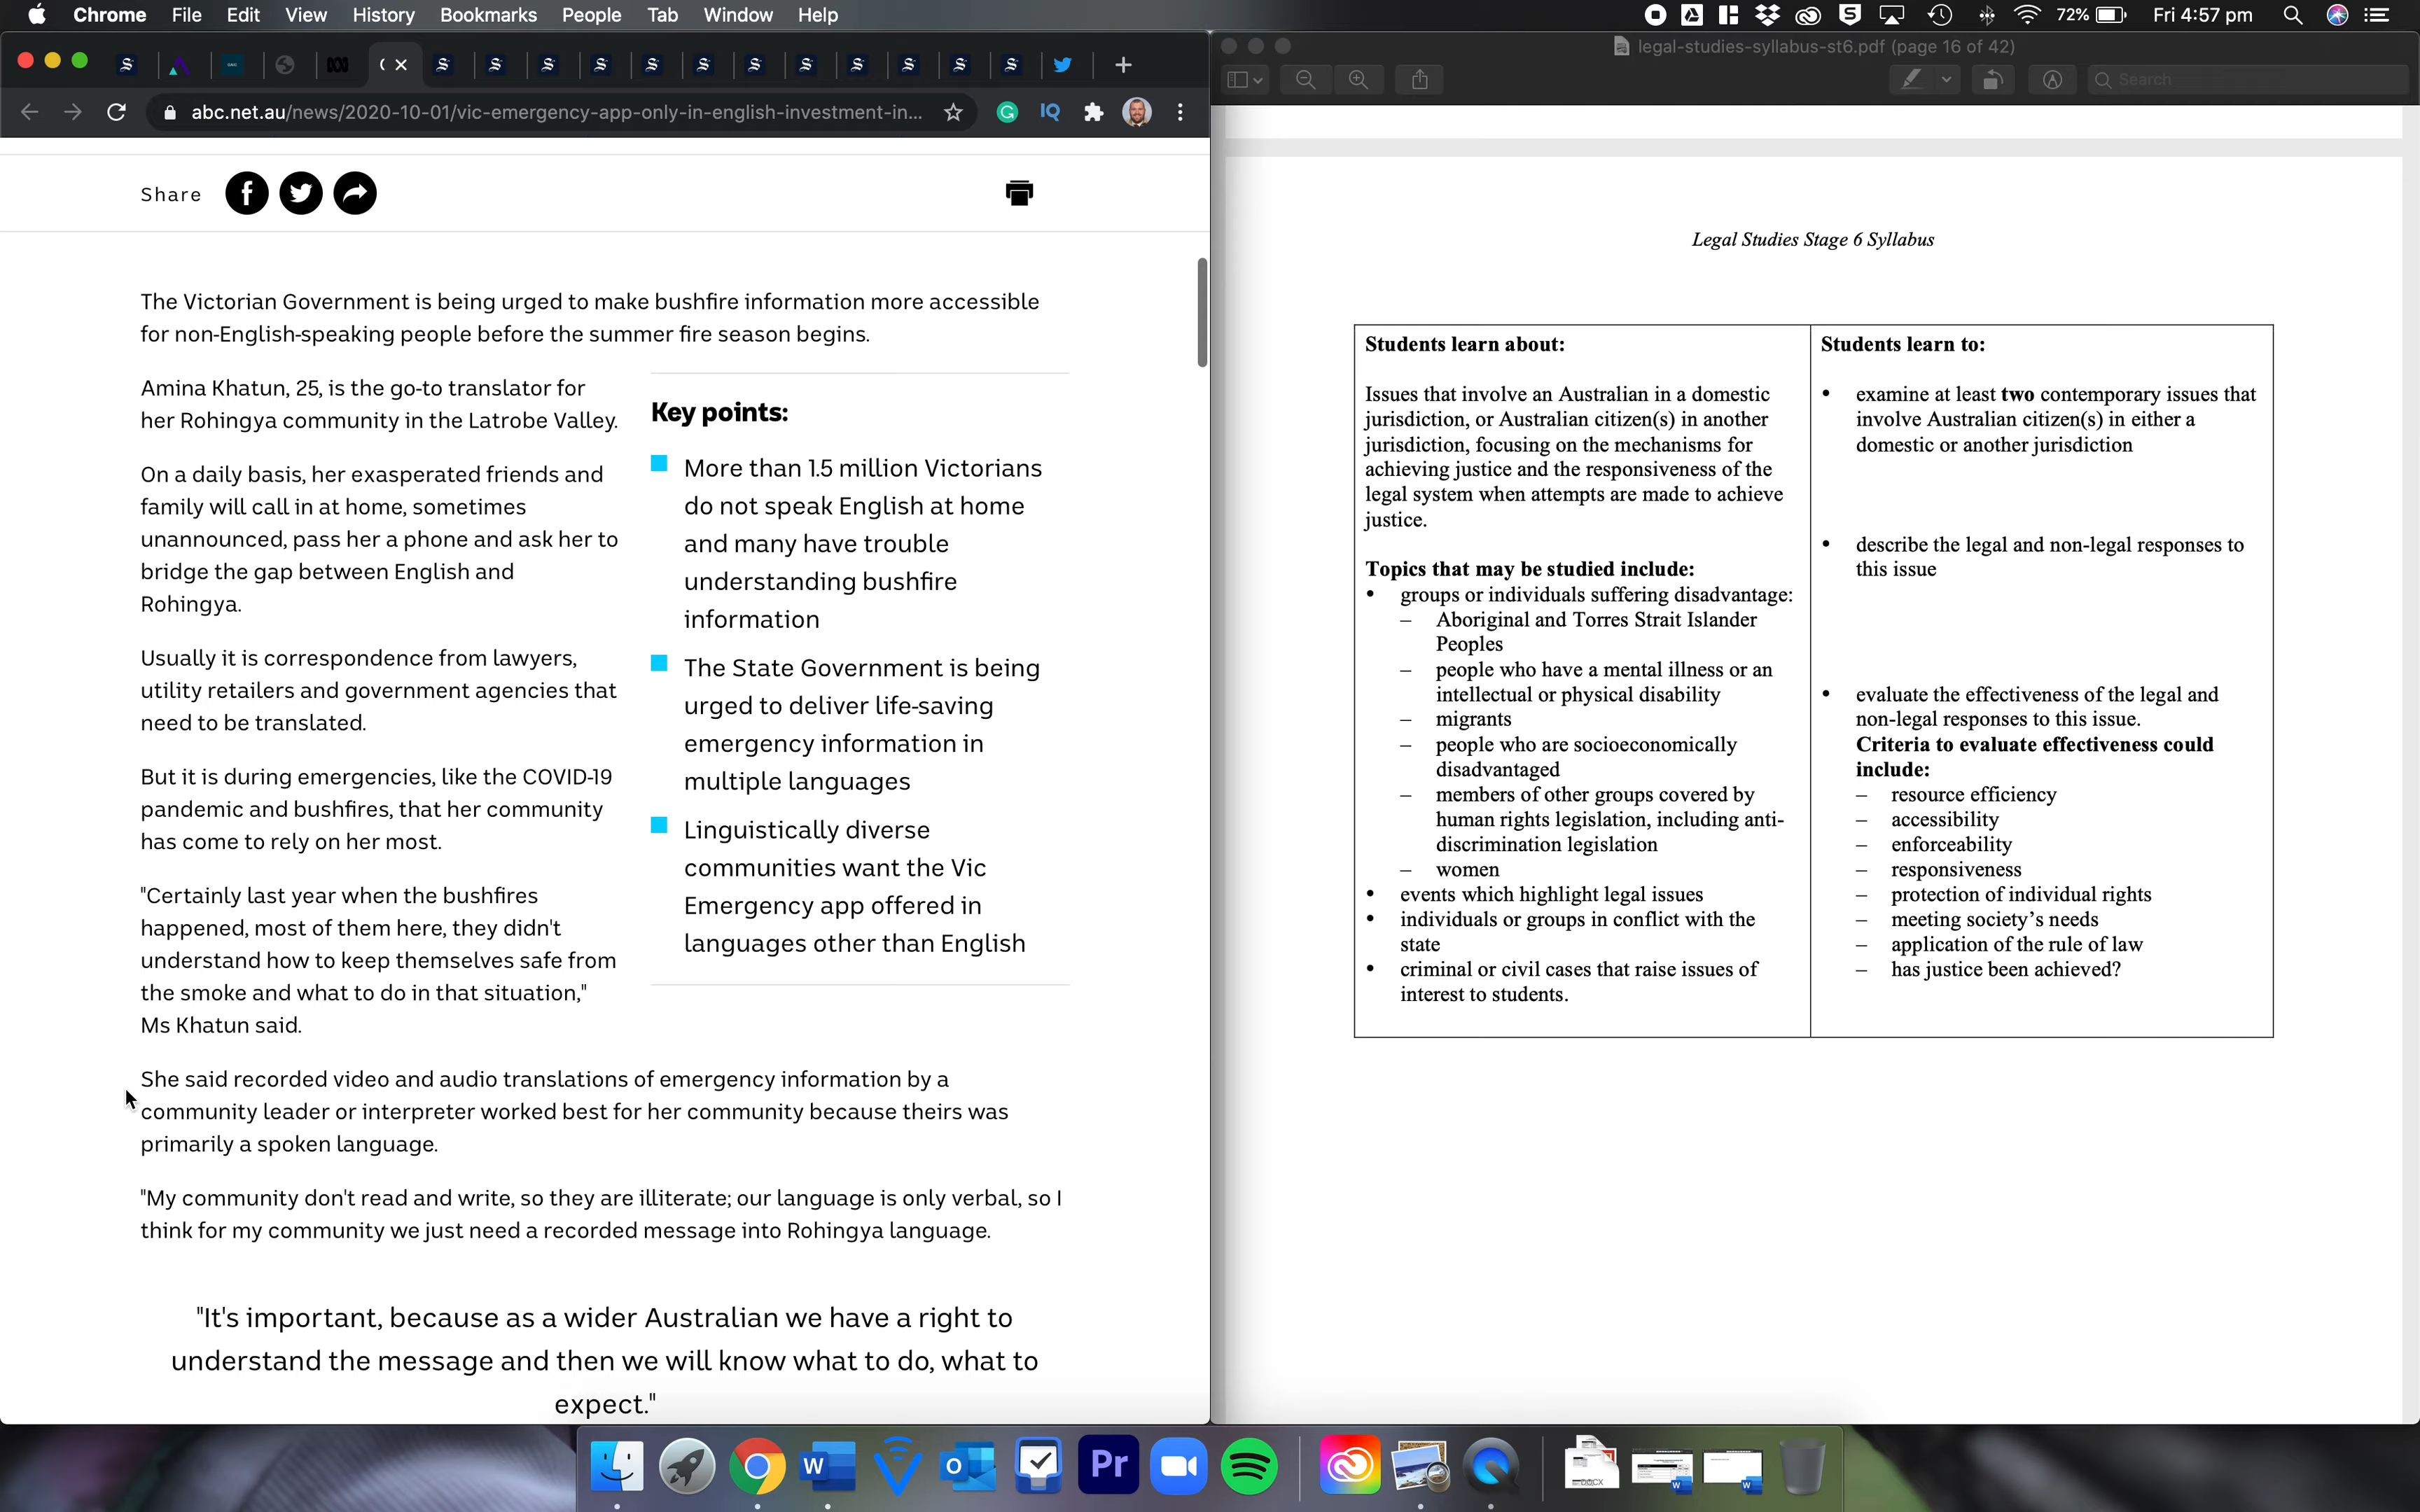 Chrome File Edit View History Bookmarks People Tab Window Help
72% Fri 4:57 pm
abc.net.au/news/2020-10-01/vic-emergency-app-only-in-english-investment-in...
IQ
Share
The Victorian Government is being urged to make bushfire information more accessible
for non-English-speaking people before the summer fire season begins.
Amina Khatun, 25, is the go-to translator for
her Rohingya community in the Latrobe Valley.
On a daily basis, her exasperated friends and
family will call in at home, sometimes
unannounced, pass her a phone and ask her to
bridge the gap between English and
Rohingya.
Usually it is correspondence from lawyers,
utility retailers and government agencies that
need to be translated.
But it is during emergencies, like the COVID-19
pandemic and bushfires, that her community
has come to rely on her most.
"Certainly last year when the bushfires
happened, most of them here, they didn't
understand how to keep themselves safe from
the smoke and what to do in that situation,"
Ms Khatun said.
Key points:
More than 1.5 million Victorians
do not speak English at home
and many have trouble
understanding bushfire
information
The State Government is being
urged to deliver life-saving
emergency information in
multiple languages
Linguistically diverse
communities want the Vic
Emergency app offered in
languages other than English
She said recorded video and audio translations of emergency information by a
community leader or interpreter worked best for her community because theirs was
primarily a spoken language.
"My community don't read and write, so they are illiterate; our language is only verbal, so I
think for my community we just need a recorded message into Rohingya language.
"It's important, because as a wider Australian we have a right to
understand the message and then we will know what to do, what to
expect."
legal-studies-syllabus-st6.pdf (page 16 of 42)
Search
Legal Studies Stage 6 Syllabus
Students learn about:
Issues that involve an Australian in a domestic
jurisdiction, or Australian citizen(s) in another
jurisdiction, focusing on the mechanisms for
achieving justice and the responsiveness of the
legal system when attempts are made to achieve
justice.
Topics that may be studied include:
• groups or individuals suffering disadvantage:
– Aboriginal and Torres Strait Islander
Peoples
– people who have a mental illness or an
intellectual or physical disability
– migrants
– people who are socioeconomically
disadvantaged
– members of other groups covered by
human rights legislation, including anti-
discrimination legislation
– women
• events which highlight legal issues
• individuals or groups in conflict with the
state
• criminal or civil cases that raise issues of
interest to students.
Students learn to:
• examine at least two contemporary issues that
involve Australian citizen(s) in either a
domestic or another jurisdiction
• describe the legal and non-legal responses to
this issue
• evaluate the effectiveness of the legal and
non-legal responses to this issue.
Criteria to evaluate effectiveness could
include:
– resource efficiency
– accessibility
– enforceability
– responsiveness
– protection of individual rights
– meeting society's needs
– application of the rule of law
– has justice been achieved?
Pr
DOCX